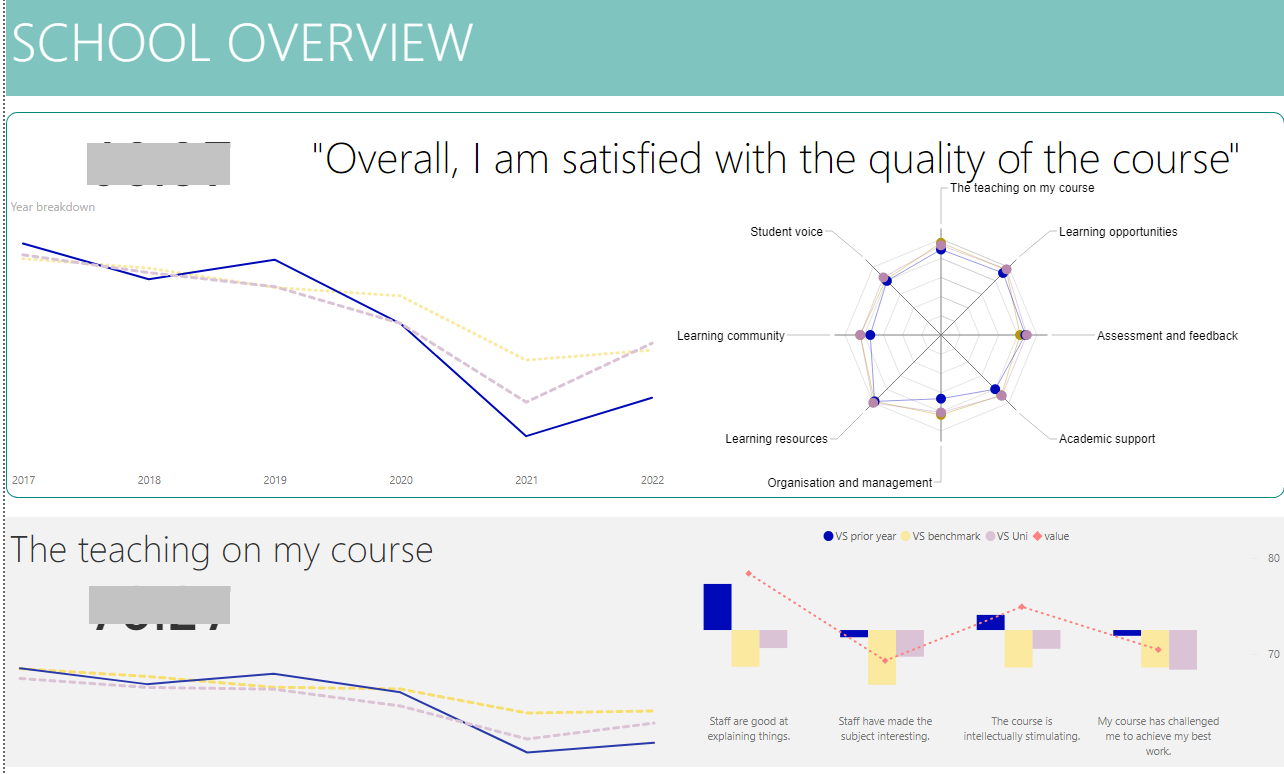 SCHOOL OVERVIEW
"Overall, I am satisfied with the quality of the course"
Year breakdown
The teaching on my course
Student voice
Learning opportunities
Learning community
Assessment and feedback
Learning resources
Academic support
Organisation and management
2017 2018 2019 2020 2021 2022
The teaching on my course
VS prior year VS benchmark VS Uni value
80
70
Staff are good at
explaining things.
Staff have made the
subject interesting.
The course is
intellectually stimulating.
My course has challenged
me to achieve my best
work.